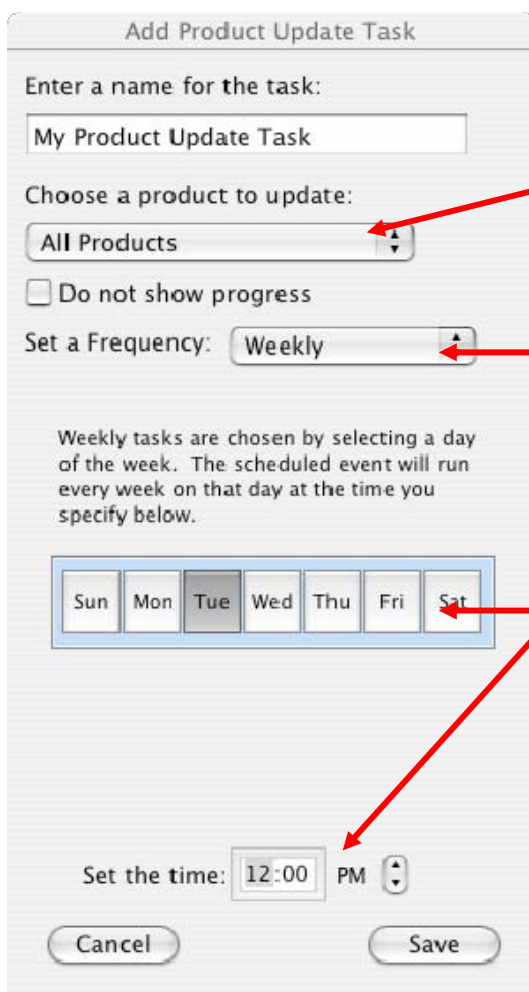 Add Product Update Task
Enter a name for the task:
My Product Update Task
Choose a product to update:
All Products
Do not show progress
Set a Frequency: Weekly
Weekly tasks are chosen by selecting a day
of the week. The scheduled event will run
every week on that day at the time you
specify below.
Sun Mon Tue Wed Thu Fri Sat
Set the time: 12:00 PM
Cancel Save